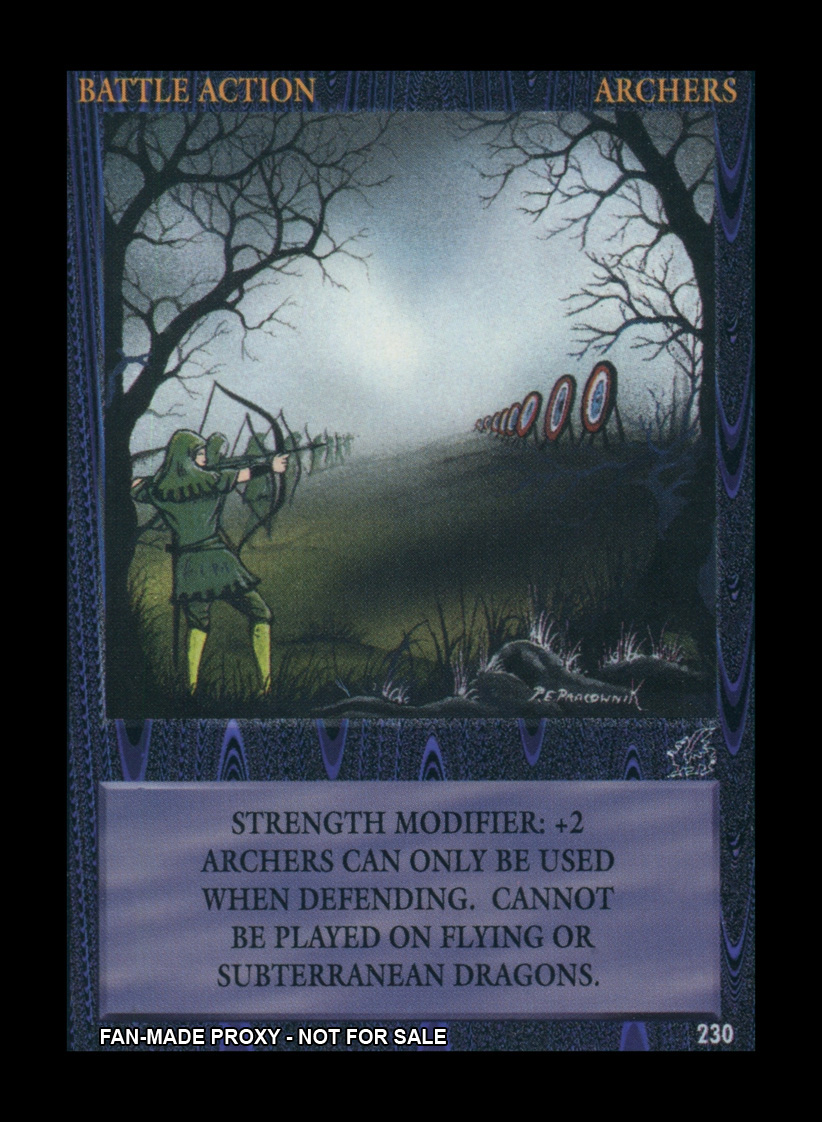 BATTLE ACTION ARCHERS
P.E PRACOWNIK
STRENGTH MODIFIER: +2
ARCHERS CAN ONLY BE USED
WHEN DEFENDING. CANNOT
BE PLAYED ON FLYING OR
SUBTERRANEAN DRAGONS.
FAN-MADE PROXY - NOT FOR SALE 230